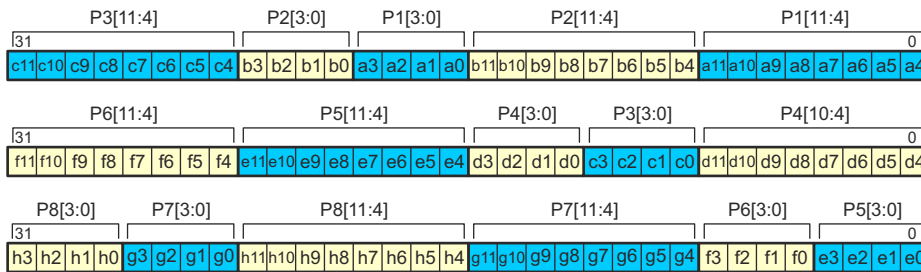 P3[11:4] P2[3:0] P1[3:0] P2[11:4] P1[11:4]
31 0
c11 c10 c9 c8 c7 c6 c5 c4 b3 b2 b1 b0 a3 a2 a1 a0 b11 b10 b9 b8 b7 b6 b5 b4 a11 a10 a9 a8 a7 a6 a5 a4
P6[11:4] P5[11:4] P4[3:0] P3[3:0] P4[10:4]
31 0
f11 f10 f9 f8 f7 f6 f5 f4 e11 e10 e9 e8 e7 e6 e5 e4 d3 d2 d1 d0 c3 c2 c1 c0 d11 d10 d9 d8 d7 d6 d5 d4
P8[3:0] P7[3:0] P8[11:4] P7[11:4] P6[3:0] P5[3:0]
31 0
h3 h2 h1 h0 g3 g2 g1 g0 h11 h10 h9 h8 h7 h6 h5 h4 g11 g10 g9 g8 g7 g6 g5 g4 f3 f2 f1 f0 e3 e2 e1